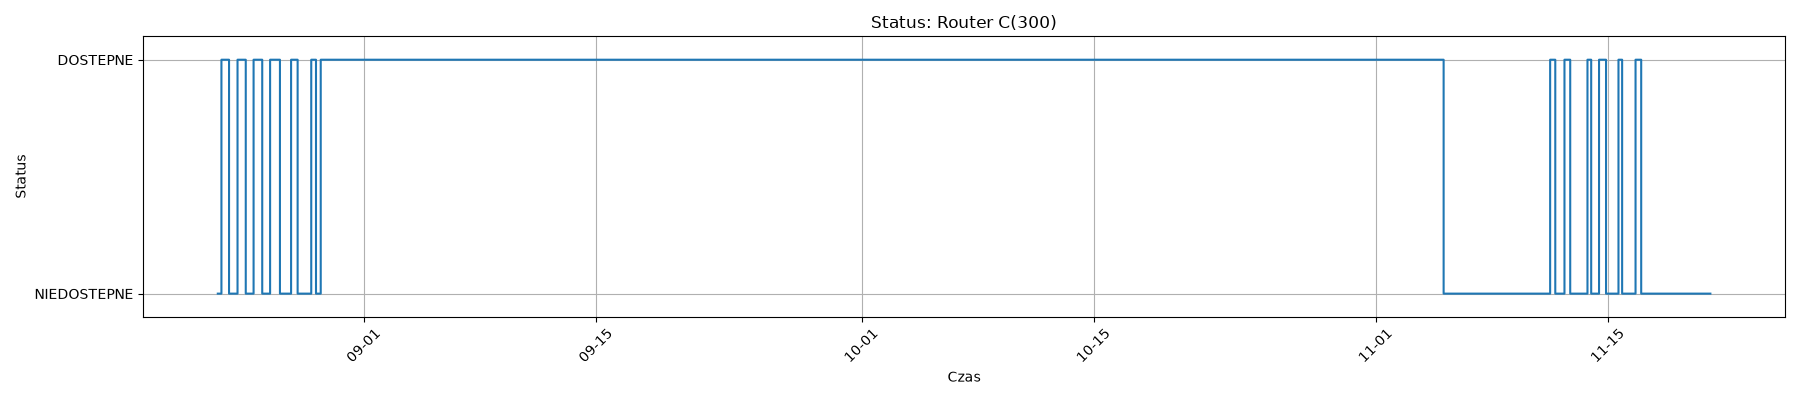 Status: Router C(300)
DOSTEPNE
NIEDOSTEPNE
Status
09-01
09-15
10-01
10-15
11-01
11-15
Czas